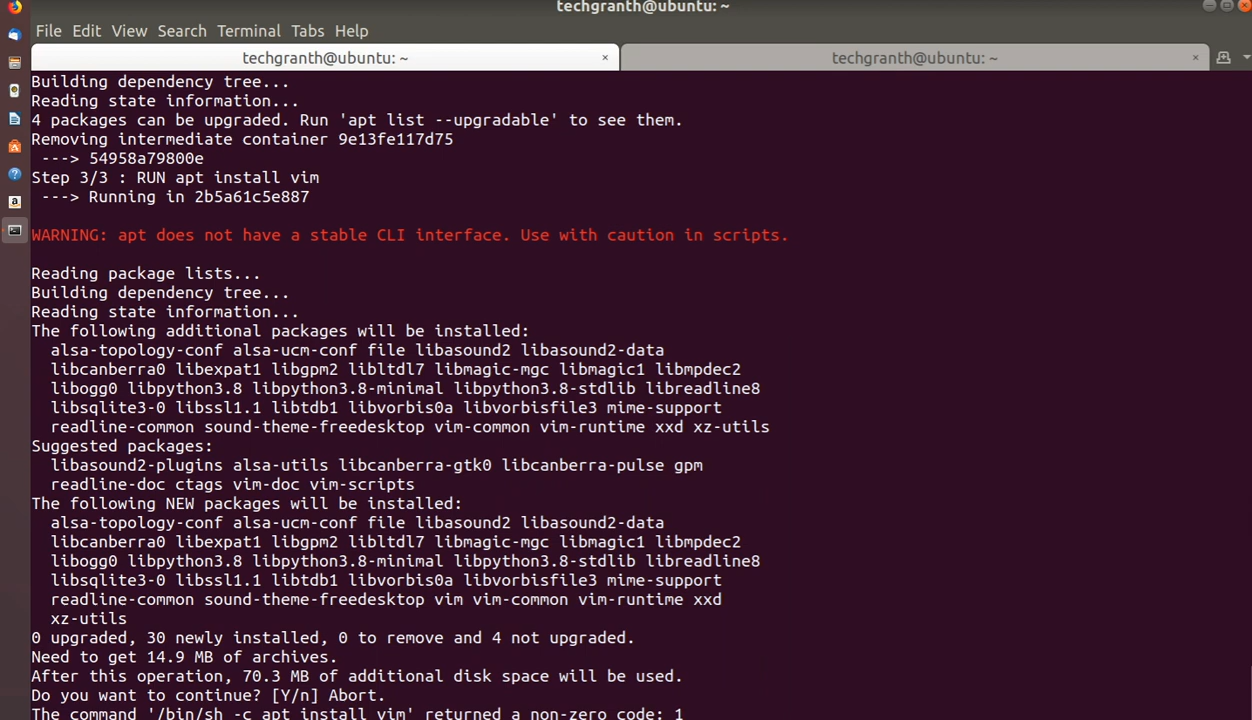 techgranth@ubuntu: ~
File Edit View Search Terminal Tabs Help
techgranth@ubuntu: ~ × techgranth@ubuntu: ~ ×
Building dependency tree...
Reading state information...
4 packages can be upgraded. Run 'apt list --upgradable' to see them.
Removing intermediate container 9e13fe117d75
 ---> 54958a79800e
Step 3/3 : RUN apt install vim
 ---> Running in 2b5a61c5e887
WARNING: apt does not have a stable CLI interface. Use with caution in scripts.
Reading package lists...
Building dependency tree...
Reading state information...
The following additional packages will be installed:
  alsa-topology-conf alsa-ucm-conf file libasound2 libasound2-data
  libcanberra0 libexpat1 libgpm2 libltdl7 libmagic-mgc libmagic1 libmpdec2
  libogg0 libpython3.8 libpython3.8-minimal libpython3.8-stdlib libreadline8
  libsqlite3-0 libssl1.1 libtdb1 libvorbis0a libvorbisfile3 mime-support
  readline-common sound-theme-freedesktop vim-common vim-runtime xxd xz-utils
Suggested packages:
  libasound2-plugins alsa-utils libcanberra-gtk0 libcanberra-pulse gpm
  readline-doc ctags vim-doc vim-scripts
The following NEW packages will be installed:
  alsa-topology-conf alsa-ucm-conf file libasound2 libasound2-data
  libcanberra0 libexpat1 libgpm2 libltdl7 libmagic-mgc libmagic1 libmpdec2
  libogg0 libpython3.8 libpython3.8-minimal libpython3.8-stdlib libreadline8
  libsqlite3-0 libssl1.1 libtdb1 libvorbis0a libvorbisfile3 mime-support
  readline-common sound-theme-freedesktop vim vim-common vim-runtime xxd
  xz-utils
0 upgraded, 30 newly installed, 0 to remove and 4 not upgraded.
Need to get 14.9 MB of archives.
After this operation, 70.3 MB of additional disk space will be used.
Do you want to continue? [Y/n] Abort.
The command '/bin/sh -c apt install vim' returned a non-zero code: 1